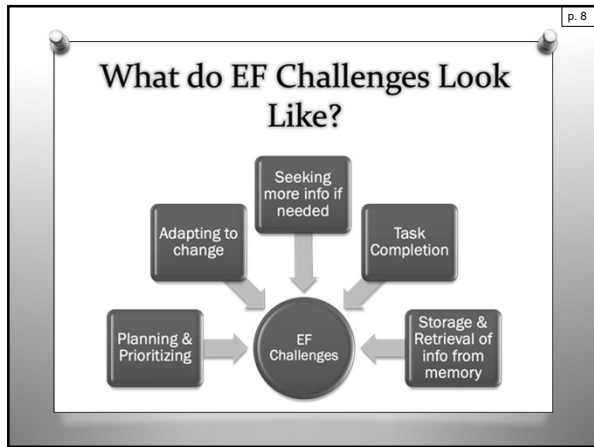 p. 8
What do EF Challenges Look
Like?
Seeking
more info if
needed
Adapting to
change
Task
Completion
Planning &
Prioritizing
EF
Challenges
Storage &
Retrieval of
info from
memory